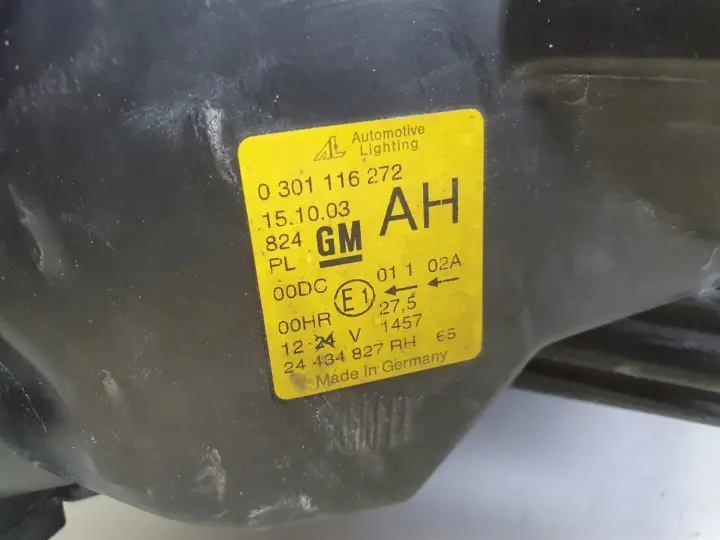 AL Automotive
Lighting
0 301 116 272
15.10.03
824 GM AH
PL
00DC E1 01 1 02A
← ←
00HR 27,5
12 24 V 1457
24 434 827 RH 65
Made In Germany